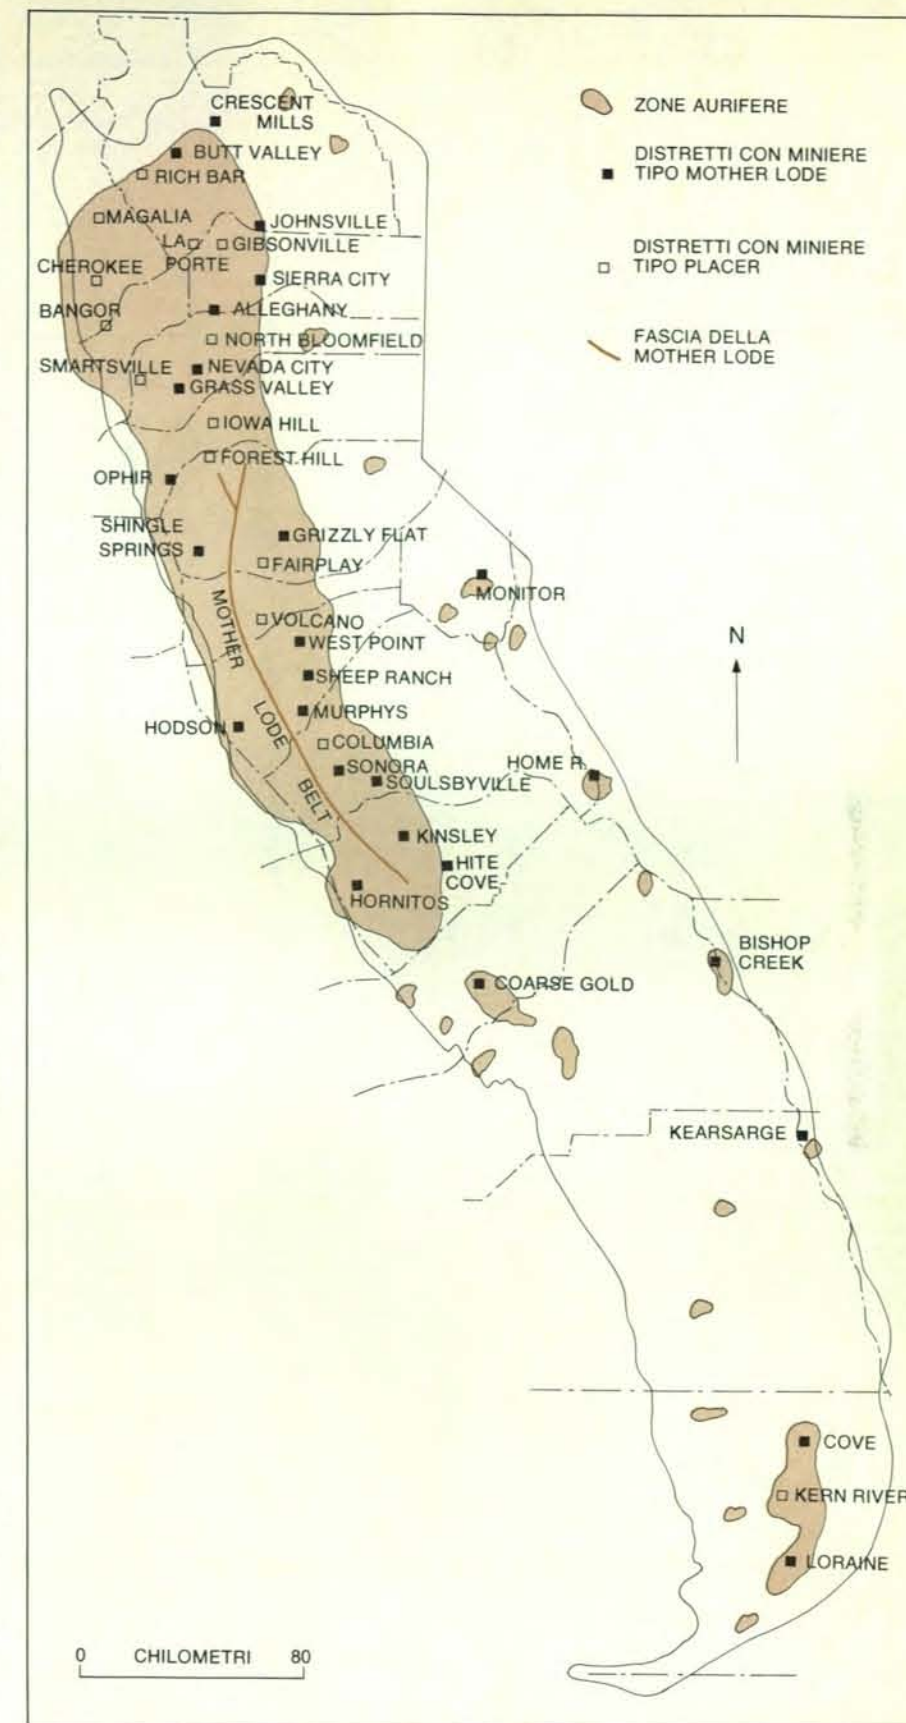 CRESCENT
MILLS
BUTT VALLEY
RICH BAR
MAGALIA
JOHNSVILLE
LA
PORTE
GIBSONVILLE
CHEROKEE
SIERRA CITY
BANGOR
ALLEGHANY
NORTH BLOOMFIELD
SMARTSVILLE
NEVADA CITY
GRASS VALLEY
IOWA HILL
FOREST HILL
OPHIR
SHINGLE
SPRINGS
GRIZZLY FLAT
FAIRPLAY
MONITOR
VOLCANO
WEST POINT
SHEEP RANCH
MURPHYS
HODSON
COLUMBIA
SONORA
SOULSBYVILLE
HOME R.
KINSLEY
HITE
COVE
HORNITOS
MOTHER
LODE
BELT
BISHOP
CREEK
COARSE GOLD
KEARSARGE
COVE
KERN RIVER
LORAINE
ZONE AURIFERE
DISTRETTI CON MINIERE
TIPO MOTHER LODE
DISTRETTI CON MINIERE
TIPO PLACER
FASCIA DELLA
MOTHER LODE
N
0 CHILOMETRI 80